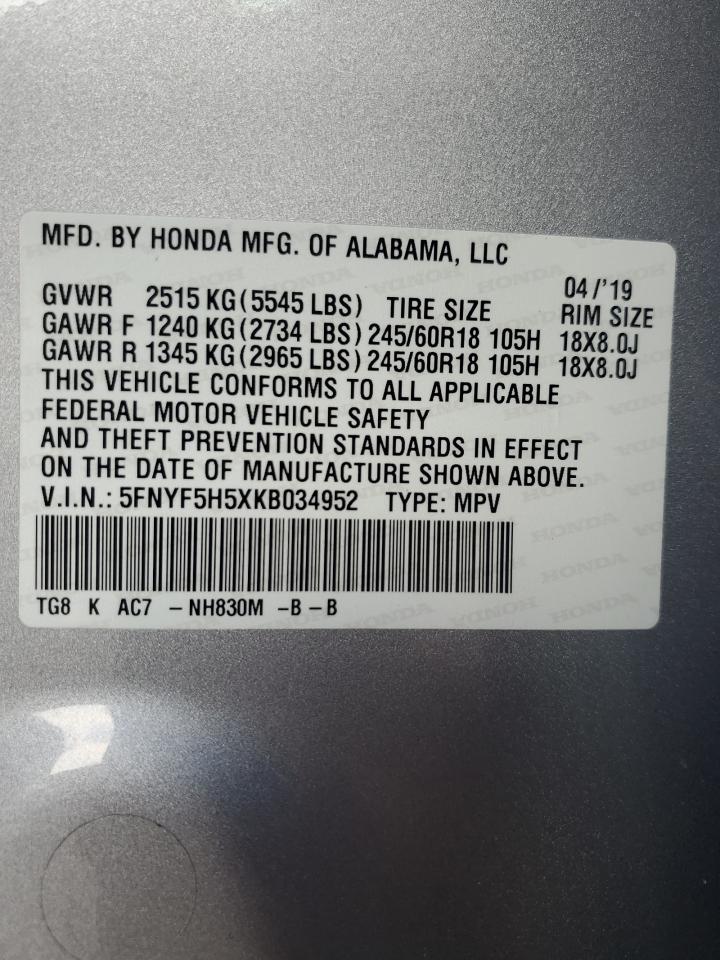 MFD. BY HONDA MFG. OF ALABAMA, LLC
04/'19
GVWR 2515 KG (5545 LBS) TIRE SIZE RIM SIZE
GAWR F 1240 KG (2734 LBS) 245/60R18 105H 18X8.0J
GAWR R 1345 KG (2965 LBS) 245/60R18 105H 18X8.0J
THIS VEHICLE CONFORMS TO ALL APPLICABLE
FEDERAL MOTOR VEHICLE SAFETY
AND THEFT PREVENTION STANDARDS IN EFFECT
ON THE DATE OF MANUFACTURE SHOWN ABOVE.
V.I.N.: 5FNYF5H5XKB034952 TYPE: MPV
TG8 K AC7 -NH830M -B-B